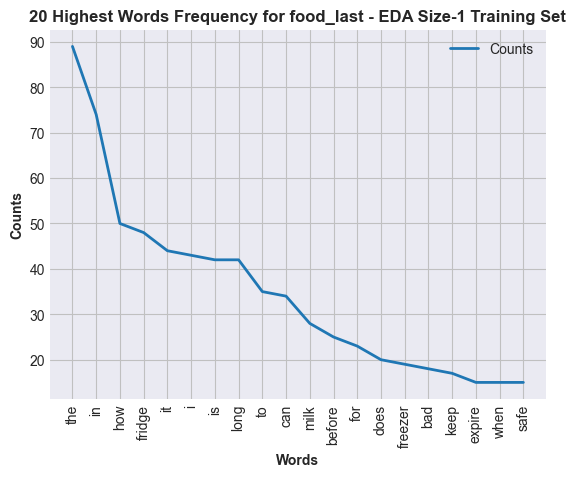 20 Highest Words Frequency for food_last - EDA Size-1 Training Set
Counts
90
80
70
60
50
40
30
20
Counts
the
in
how
fridge
it
i
is
long
to
can
milk
before
for
does
freezer
bad
keep
expire
when
safe
Words